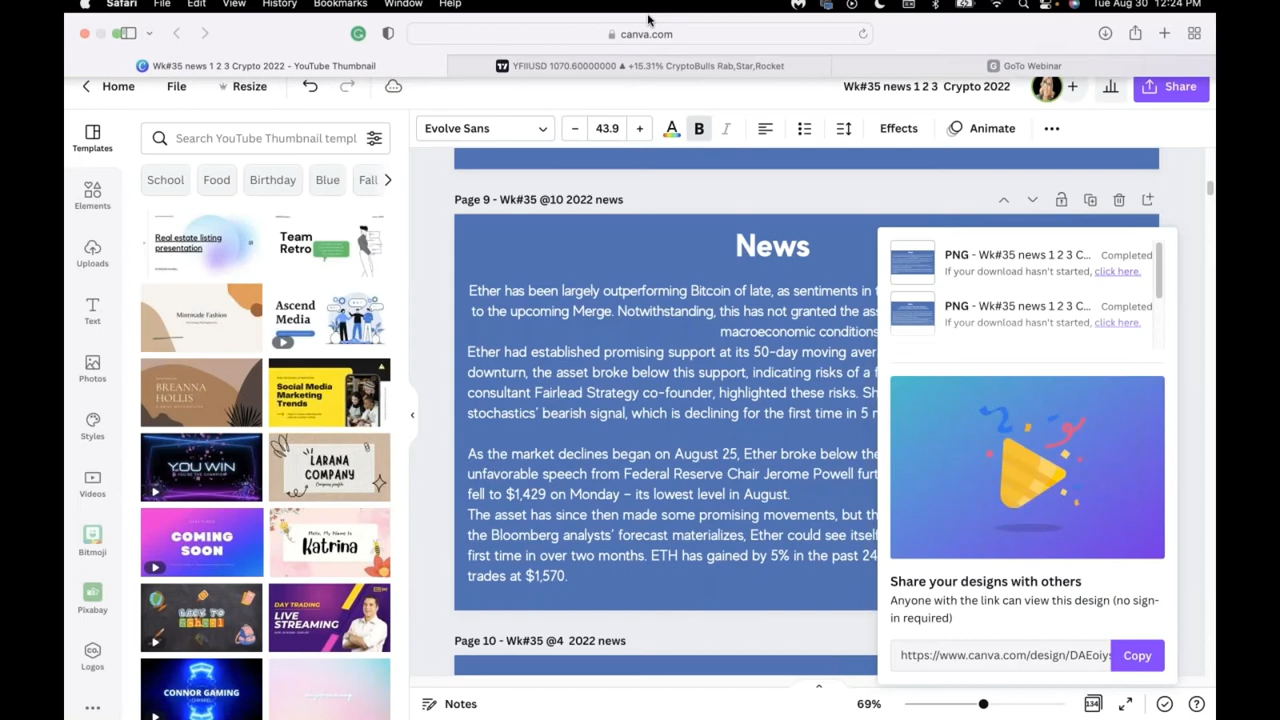 Safari File Edit View History Bookmarks Window Help Tue Aug 30 12:24 PM
canva.com
Wk#35 news 1 2 3 Crypto 2022 - YouTube Thumbnail YFIIUSD 1070.60000000 ▲ +15.31% CryptoBulls Rab,Star,Rocket GoTo Webinar
Home File Resize Wk#35 news 1 2 3 Crypto 2022 Share
Templates
Elements
Uploads
Text
Photos
Styles
Videos
Bitmoji
Pixabay
Logos
Search YouTube Thumbnail templ
School Food Birthday Blue Fall
Real estate listing
presentation
Team
Retro
Ascend
Media
BREANNA
HOLLIS
Social Media
Marketing
Trends
YOU WIN
LARANA
COMPANY
COMING
SOON
Katrina
BACK TO
School
DAY TRADING
LIVE
STREAMING
CONNOR GAMING
Evolve Sans – 43.9 + A B I Effects Animate
Page 9 - Wk#35 @10 2022 news
News
Ether has been largely outperforming Bitcoin of late, as sentiments in
to the upcoming Merge. Notwithstanding, this has not granted the
macroeconomic conditions
Ether had established promising support at its 50-day moving
downturn, the asset broke below this support, indicating risks of a
consultant Fairlead Strategy co-founder, highlighted these risks.
stochastics' bearish signal, which is declining for the first time in 5
As the market declines began on August 25, Ether broke below
unfavorable speech from Federal Reserve Chair Jerome Powell
fell to $1,429 on Monday – its lowest level in August.
The asset has since then made some promising movements, but
the Bloomberg analysts' forecast materializes, Ether could see
first time in over two months. ETH has gained by 5% in the past 24
trades at $1,570.
Page 10 - Wk#35 @4 2022 news
PNG - Wk#35 news 1 2 3 C... Completed
If your download hasn't started, click here.
PNG - Wk#35 news 1 2 3 C... Completed
If your download hasn't started, click here.
Share your designs with others
Anyone with the link can view this design (no sign-
in required)
https://www.canva.com/design/DAEoiys Copy
Notes 69% 134